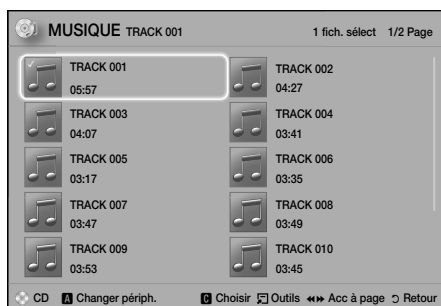 MUSIQUE TRACK 001 1 fich. sélect 1/2 Page
TRACK 001 TRACK 002
05:57 04:27
TRACK 003 TRACK 004
04:07 03:41
TRACK 005 TRACK 006
03:17 03:35
TRACK 007 TRACK 008
03:47 03:49
TRACK 009 TRACK 010
03:53 03:45
CD A Changer périph. C Choisir Outils Acc à page Retour